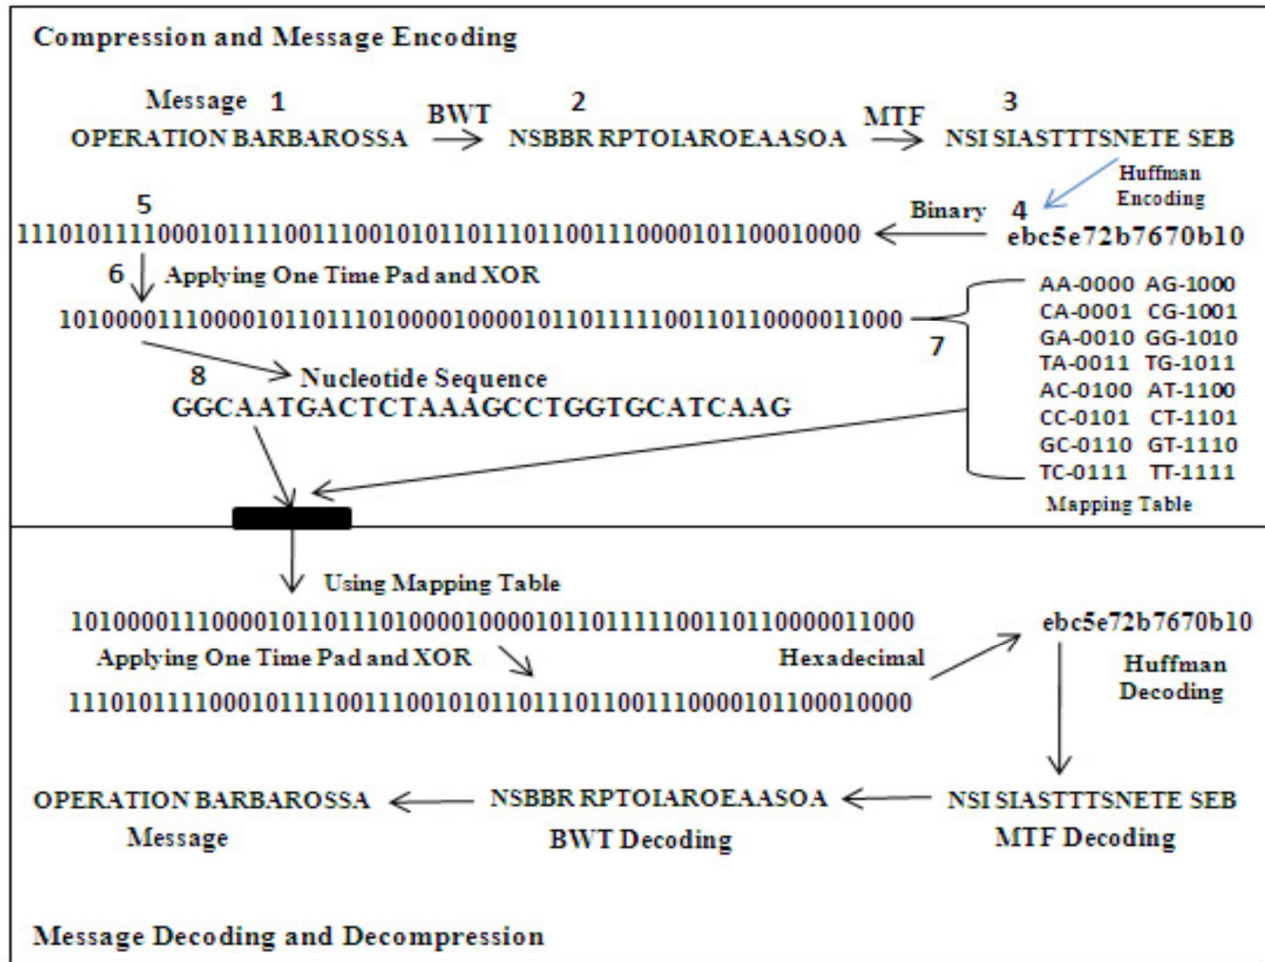 Compression and Message Encoding
Message 1 2 3
OPERATION BARBAROSSA BWT NSBBR RPTOIAROEAASOA MTF NSI SIASTTTSNETE SEB
Huffman
Encoding
5 Binary 4
111010111100010111100111001010110111011001110000101100010000 ebc5e72b7670b10
6 Applying One Time Pad and XOR
101000011100001011011101000010000101101111100110110000011000
7
AA-0000 AG-1000
CA-0001 CG-1001
GA-0010 GG-1010
TA-0011 TG-1011
AC-0100 AT-1100
CC-0101 CT-1101
GC-0110 GT-1110
TC-0111 TT-1111
Mapping Table
8 Nucleotide Sequence
GGCAATGACTCTAAAGCCTGGTGCATCAAG
Using Mapping Table
101000011100001011011101000010000101101111100110110000011000 ebc5e72b7670b10
Applying One Time Pad and XOR Hexadecimal Huffman
Decoding
111010111100010111100111001010110111011001110000101100010000
OPERATION BARBAROSSA NSBBR RPTOIAROEAASOA NSI SIASTTTSNETE SEB
Message BWT Decoding MTF Decoding
Message Decoding and Decompression